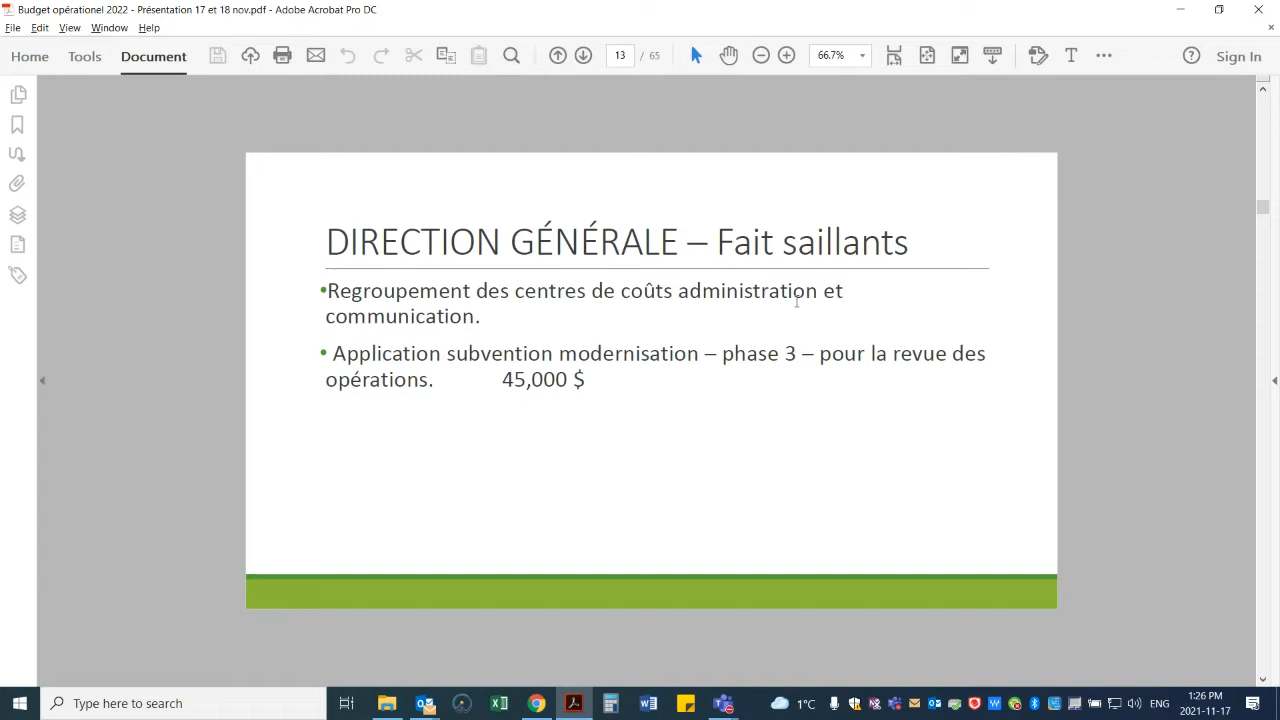 Budget opérationel 2022 - Présentation 17 et 18 nov.pdf - Adobe Acrobat Pro DC
File Edit View Window Help
Home Tools Document 13 / 65 66.7% Sign In
DIRECTION GÉNÉRALE – Fait saillants
•Regroupement des centres de coûts administration et
communication.
• Application subvention modernisation – phase 3 – pour la revue des
opérations. 45,000 $
Type here to search 1°C ENG 1:26 PM
2021-11-17